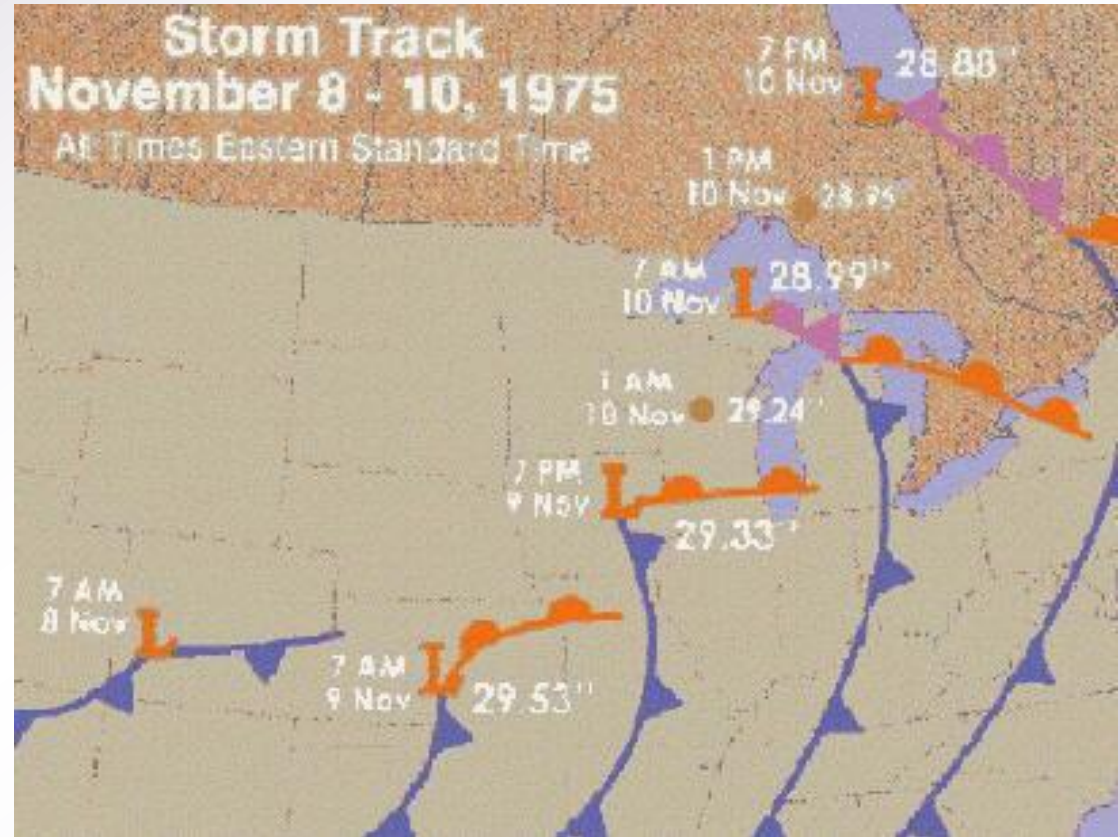 Storm Track
November 8 - 10, 1975
All Times Eastern Standard Time
7 PM
10 Nov
L
28.88"
1 PM
10 Nov
28.95"
7 AM
10 Nov
L
28.99"
1 AM
10 Nov
29.24"
7 PM
9 Nov
L
29.33"
7 AM
8 Nov
L
7 AM
9 Nov
L
29.53"